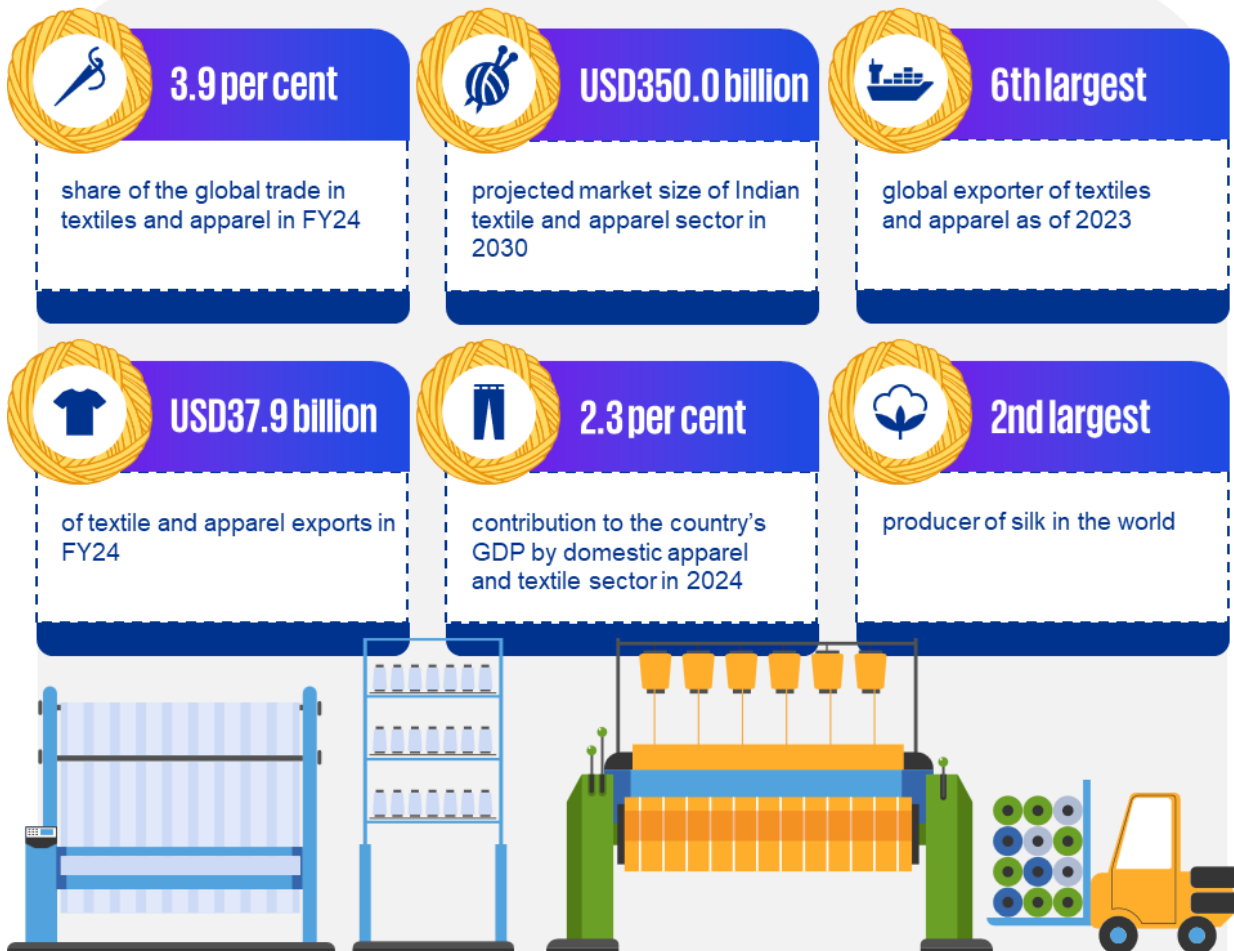 3.9 per cent
share of the global trade in
textiles and apparel in FY24
USD350.0 billion
projected market size of Indian
textile and apparel sector in
2030
6th largest
global exporter of textiles
and apparel as of 2023
USD37.9 billion
of textile and apparel exports in
FY24
2.3 per cent
contribution to the country’s
GDP by domestic apparel
and textile sector in 2024
2nd largest
producer of silk in the world